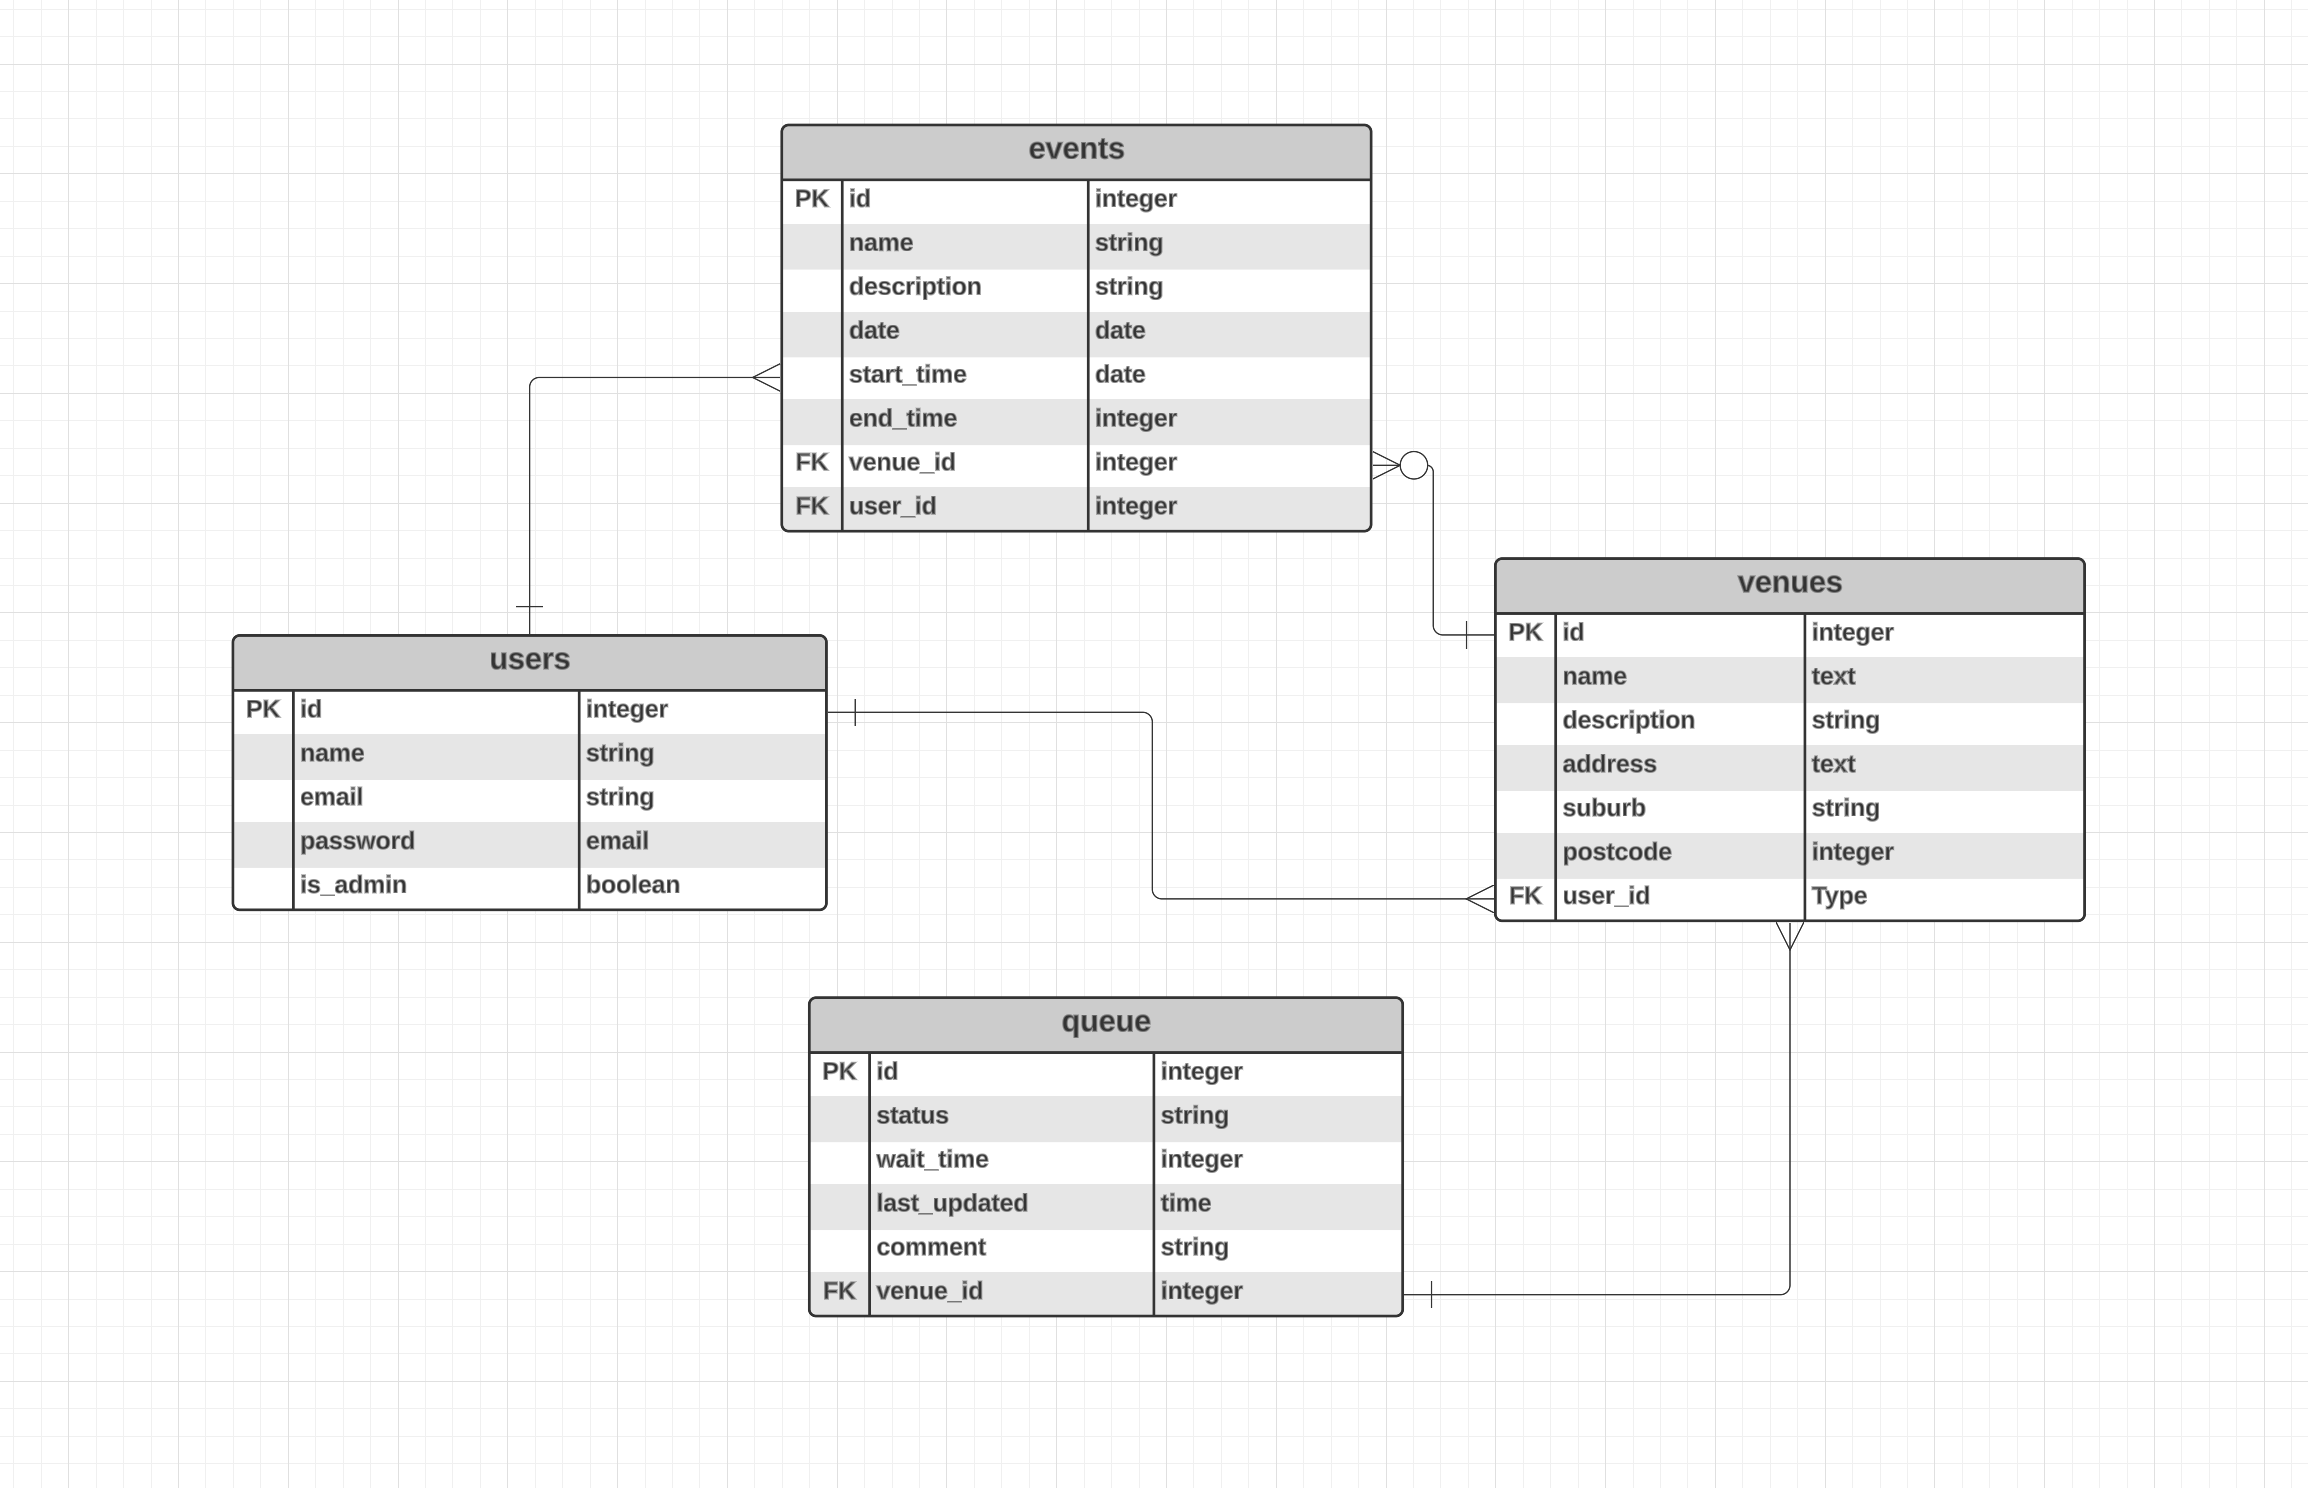 events
PK id integer
name string
description string
date date
start_time date
end_time integer
FK venue_id integer
FK user_id integer
users
PK id integer
name string
email string
password email
is_admin boolean
venues
PK id integer
name text
description string
address text
suburb string
postcode integer
FK user_id Type
queue
PK id integer
status string
wait_time integer
last_updated time
comment string
FK venue_id integer